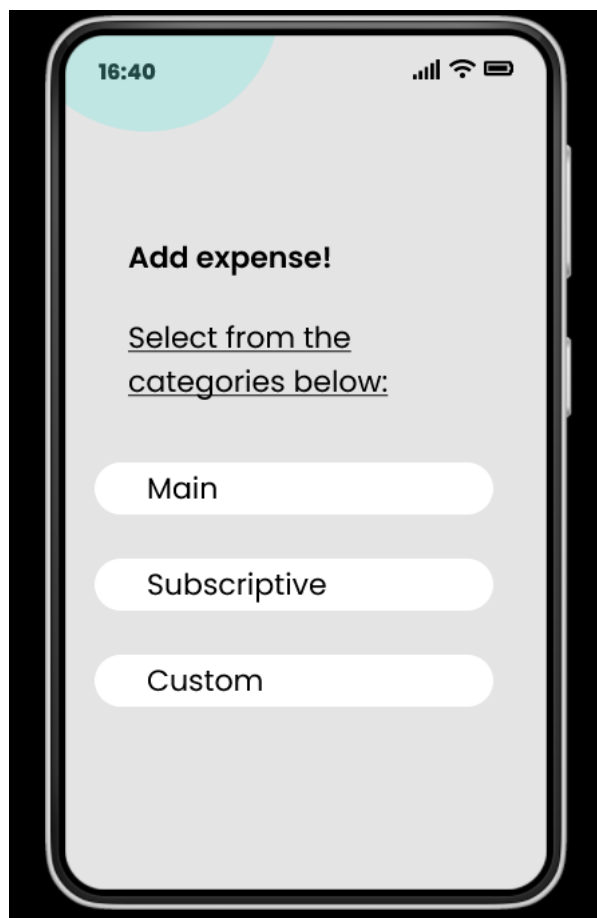 16:40
Add expense!
Select from the
categories below:
Main
Subscriptive
Custom